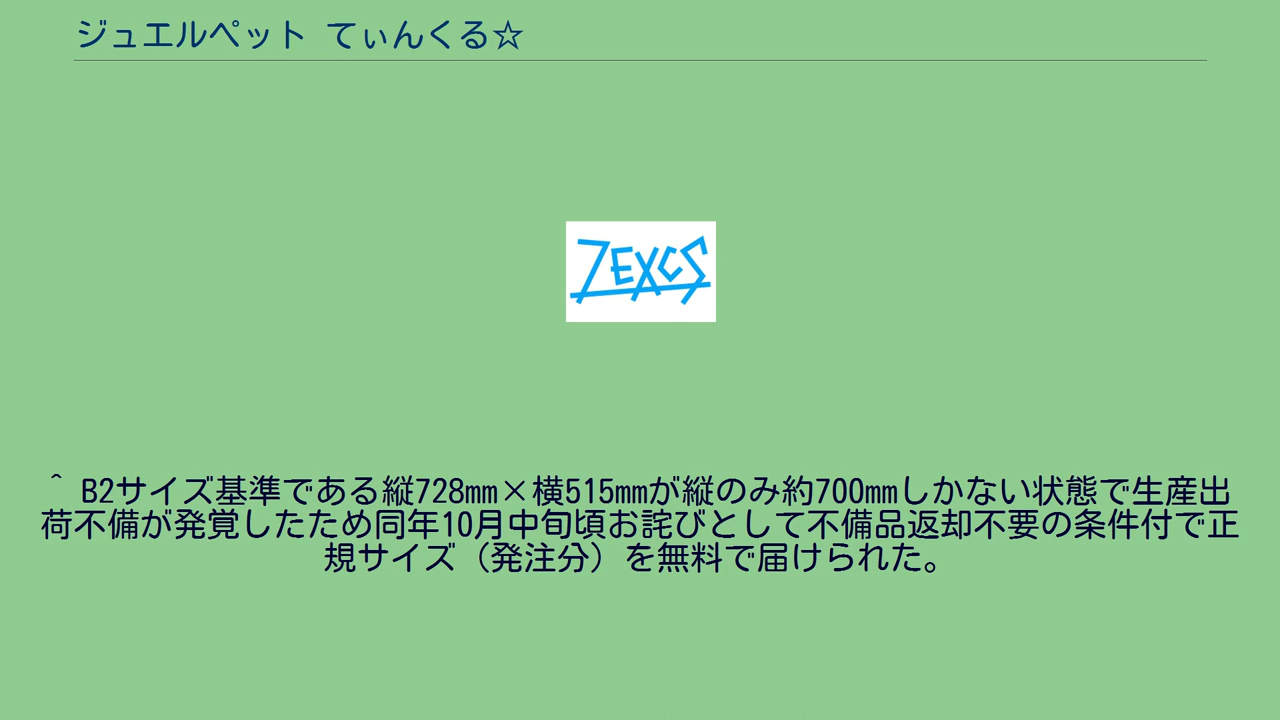 ジュエルペット てぃんくる☆
ZEXCS
^ B2サイズ基準である縦728㎜×横515㎜が縦のみ約700㎜しかない状態で生産出
荷不備が発覚したため同年10月中旬頃お詫びとして不備品返却不要の条件付で正
規サイズ（発注分）を無料で届けられた。